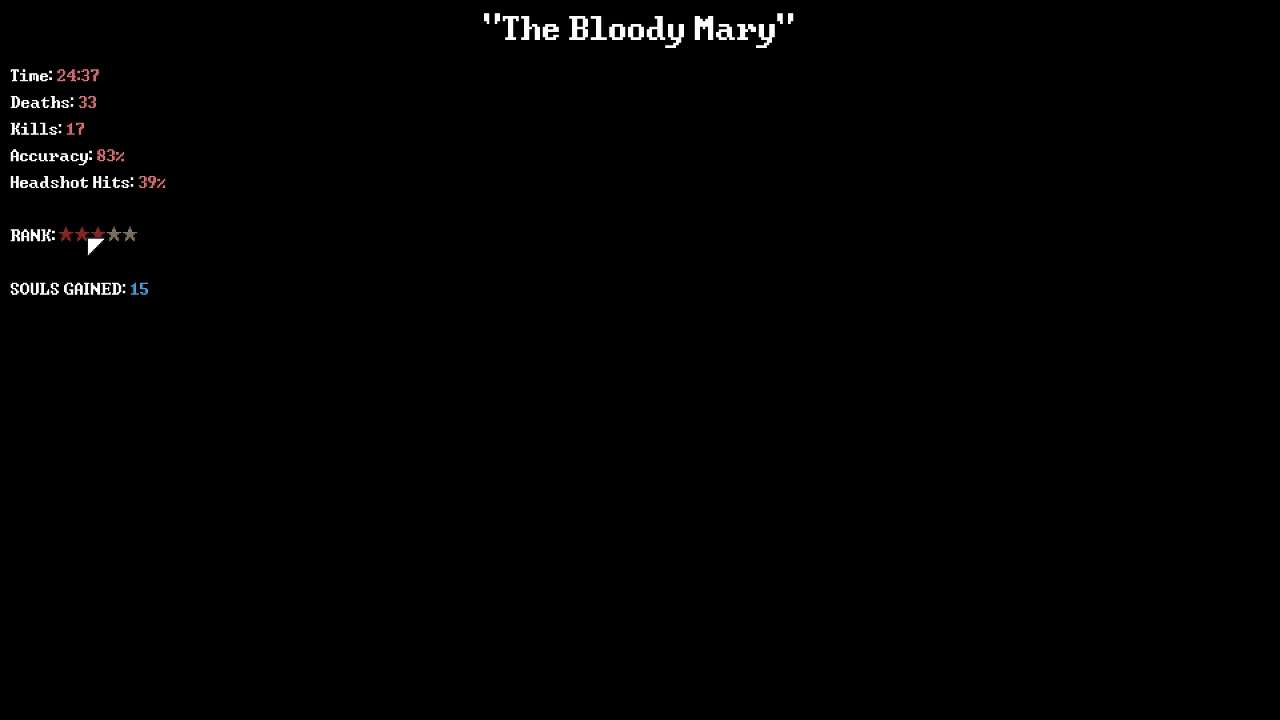 "The Bloody Mary"
Time: 24:37
Deaths: 33
Kills: 17
Accuracy: 83%
Headshot Hits: 39%
RANK: ★★★★★
SOULS GAINED: 15